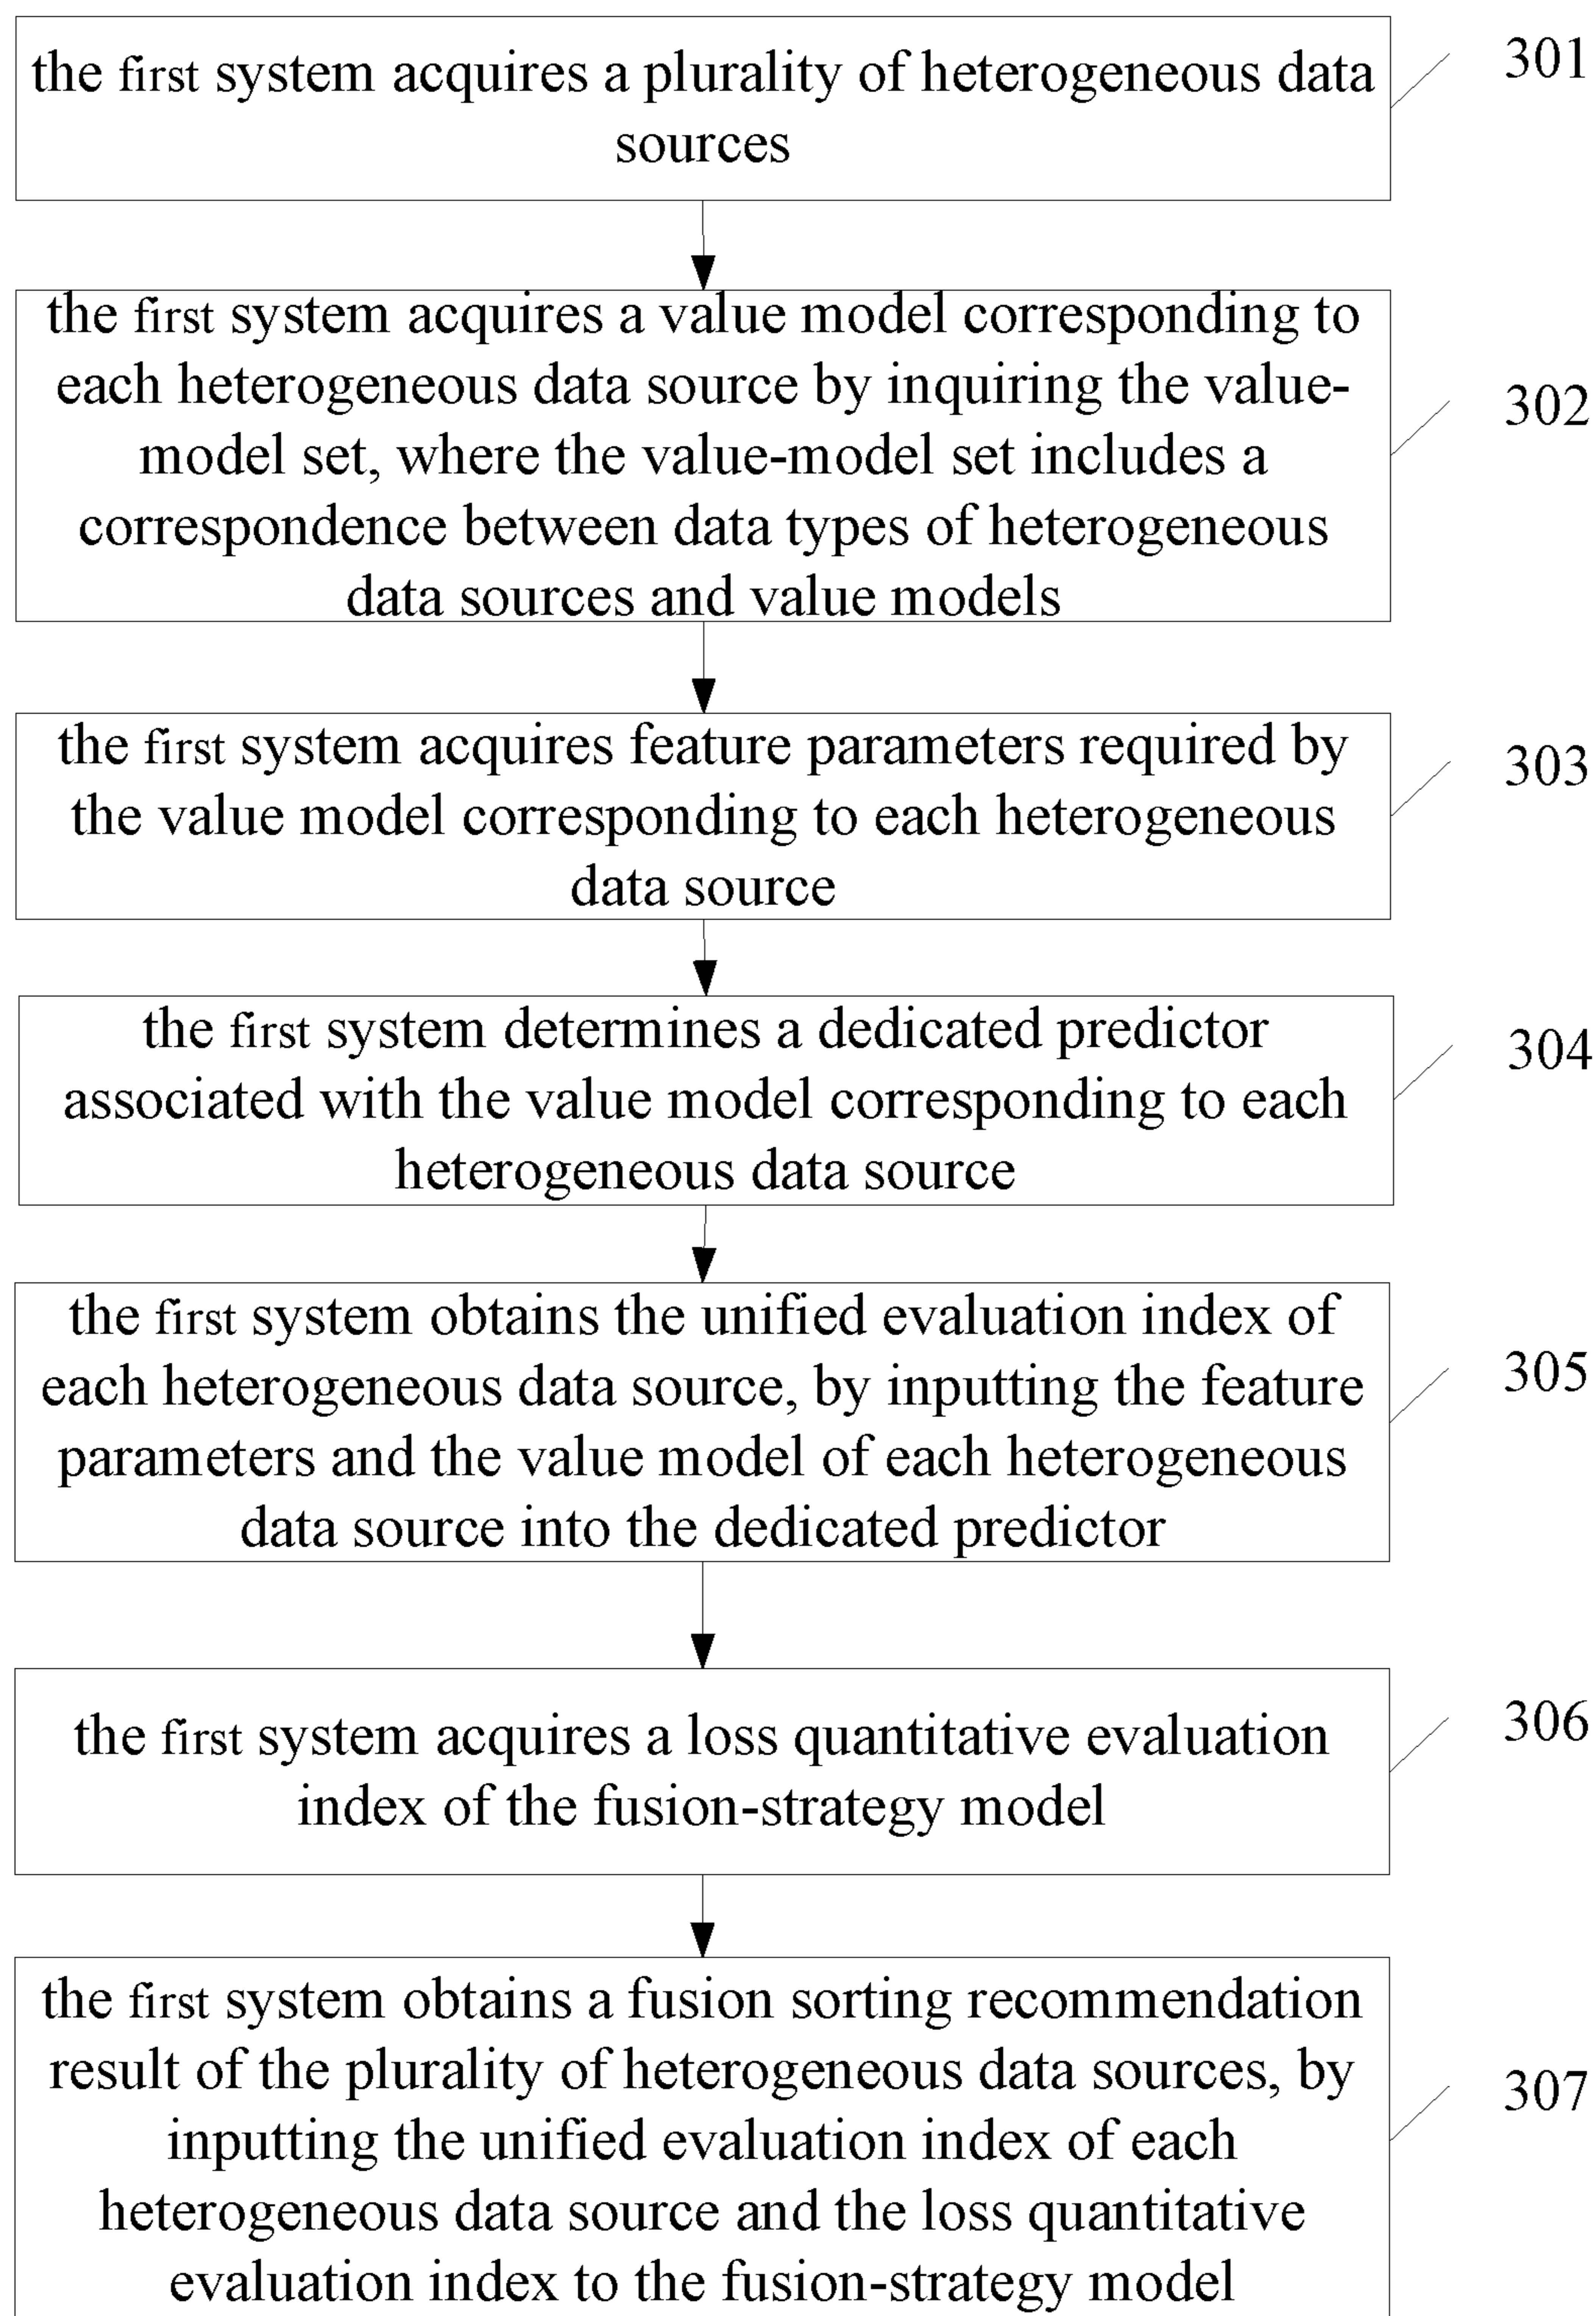 the first system acquires a plurality of heterogeneous data
sources
301
the first system acquires a value model corresponding to
each heterogeneous data source by inquiring the value-
model set, where the value-model set includes a
correspondence between data types of heterogeneous
data sources and value models
302
the first system acquires feature parameters required by
the value model corresponding to each heterogeneous
data source
303
the first system determines a dedicated predictor
associated with the value model corresponding to each
heterogeneous data source
304
the first system obtains the unified evaluation index of
each heterogeneous data source, by inputting the feature
parameters and the value model of each heterogeneous
data source into the dedicated predictor
305
the first system acquires a loss quantitative evaluation
index of the fusion-strategy model
306
the first system obtains a fusion sorting recommendation
result of the plurality of heterogeneous data sources, by
inputting the unified evaluation index of each
heterogeneous data source and the loss quantitative
evaluation index to the fusion-strategy model
307